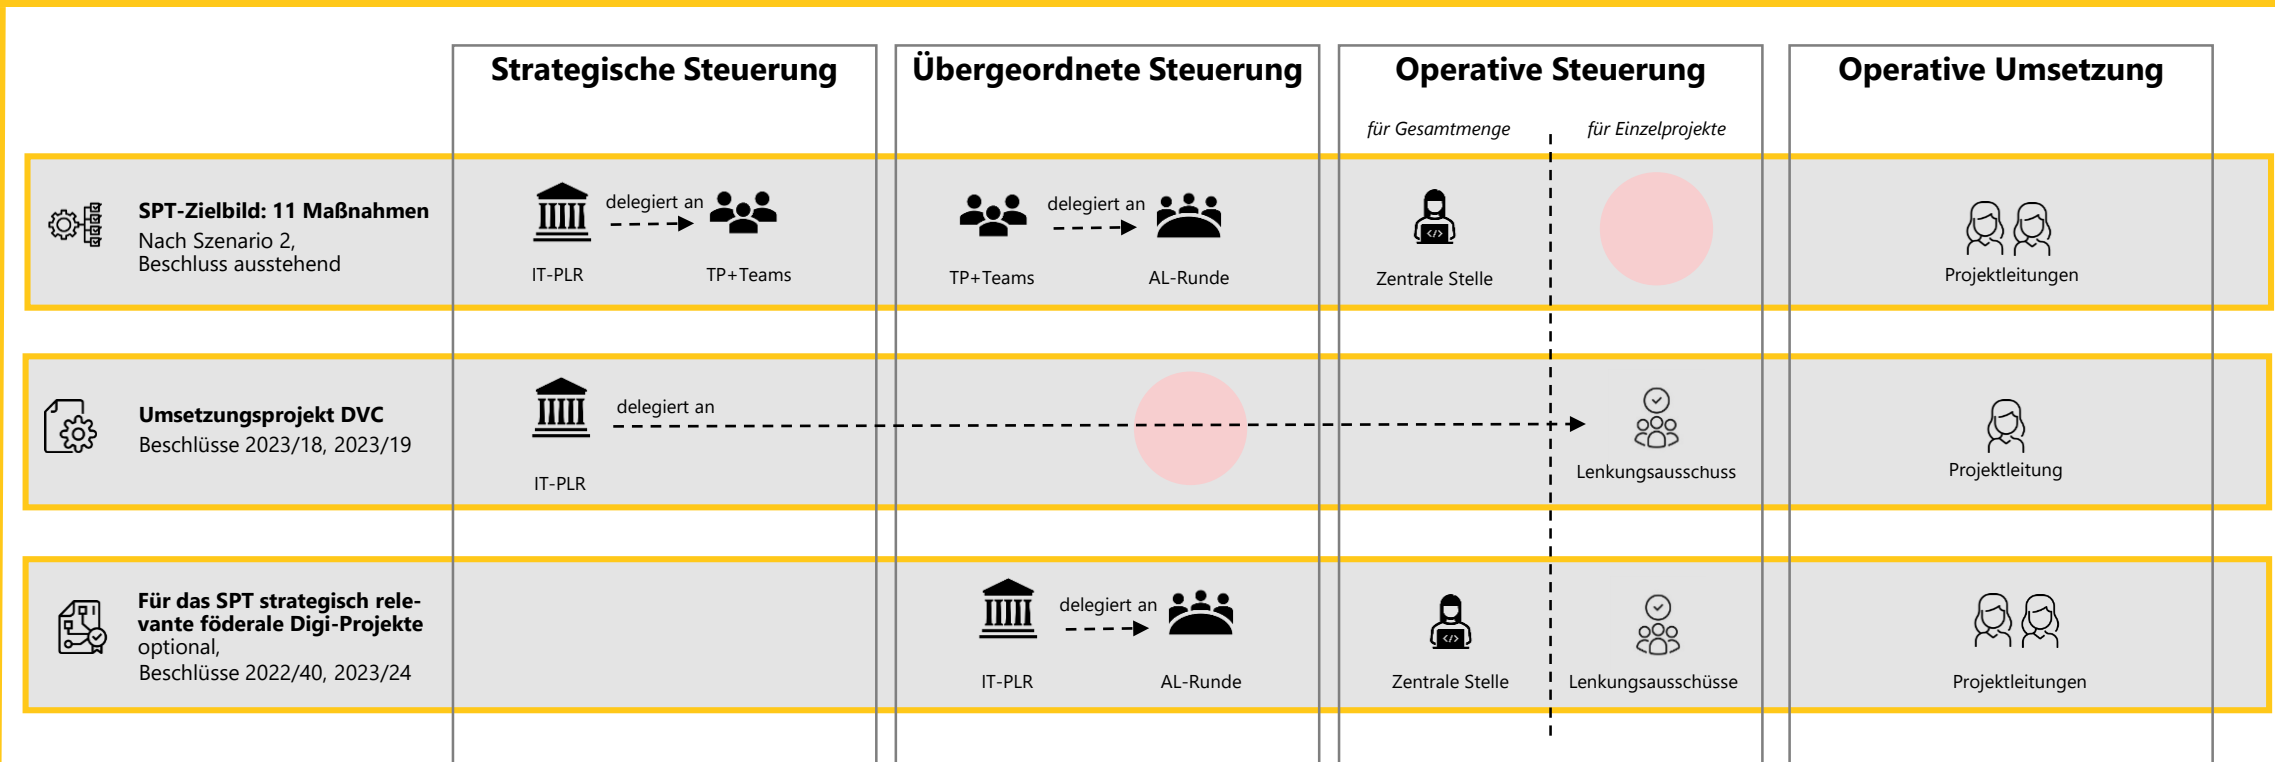 Strategische Steuerung
Übergeordnete Steuerung
Operative Steuerung
Operative Umsetzung
für Gesamtmenge
für Einzelprojekte
SPT-Zielbild: 11 Maßnahmen
Nach Szenario 2,
Beschluss ausstehend
delegiert an
IT-PLR
TP+Teams
delegiert an
TP+Teams
AL-Runde
Zentrale Stelle
Projektleitungen
Umsetzungsprojekt DVC
Beschlüsse 2023/18, 2023/19
delegiert an
IT-PLR
Lenkungsausschuss
Projektleitung
Für das SPT strategisch rele-
vante föderale Digi-Projekte
optional,
Beschlüsse 2022/40, 2023/24
delegiert an
IT-PLR
AL-Runde
Zentrale Stelle
Lenkungsausschüsse
Projektleitungen